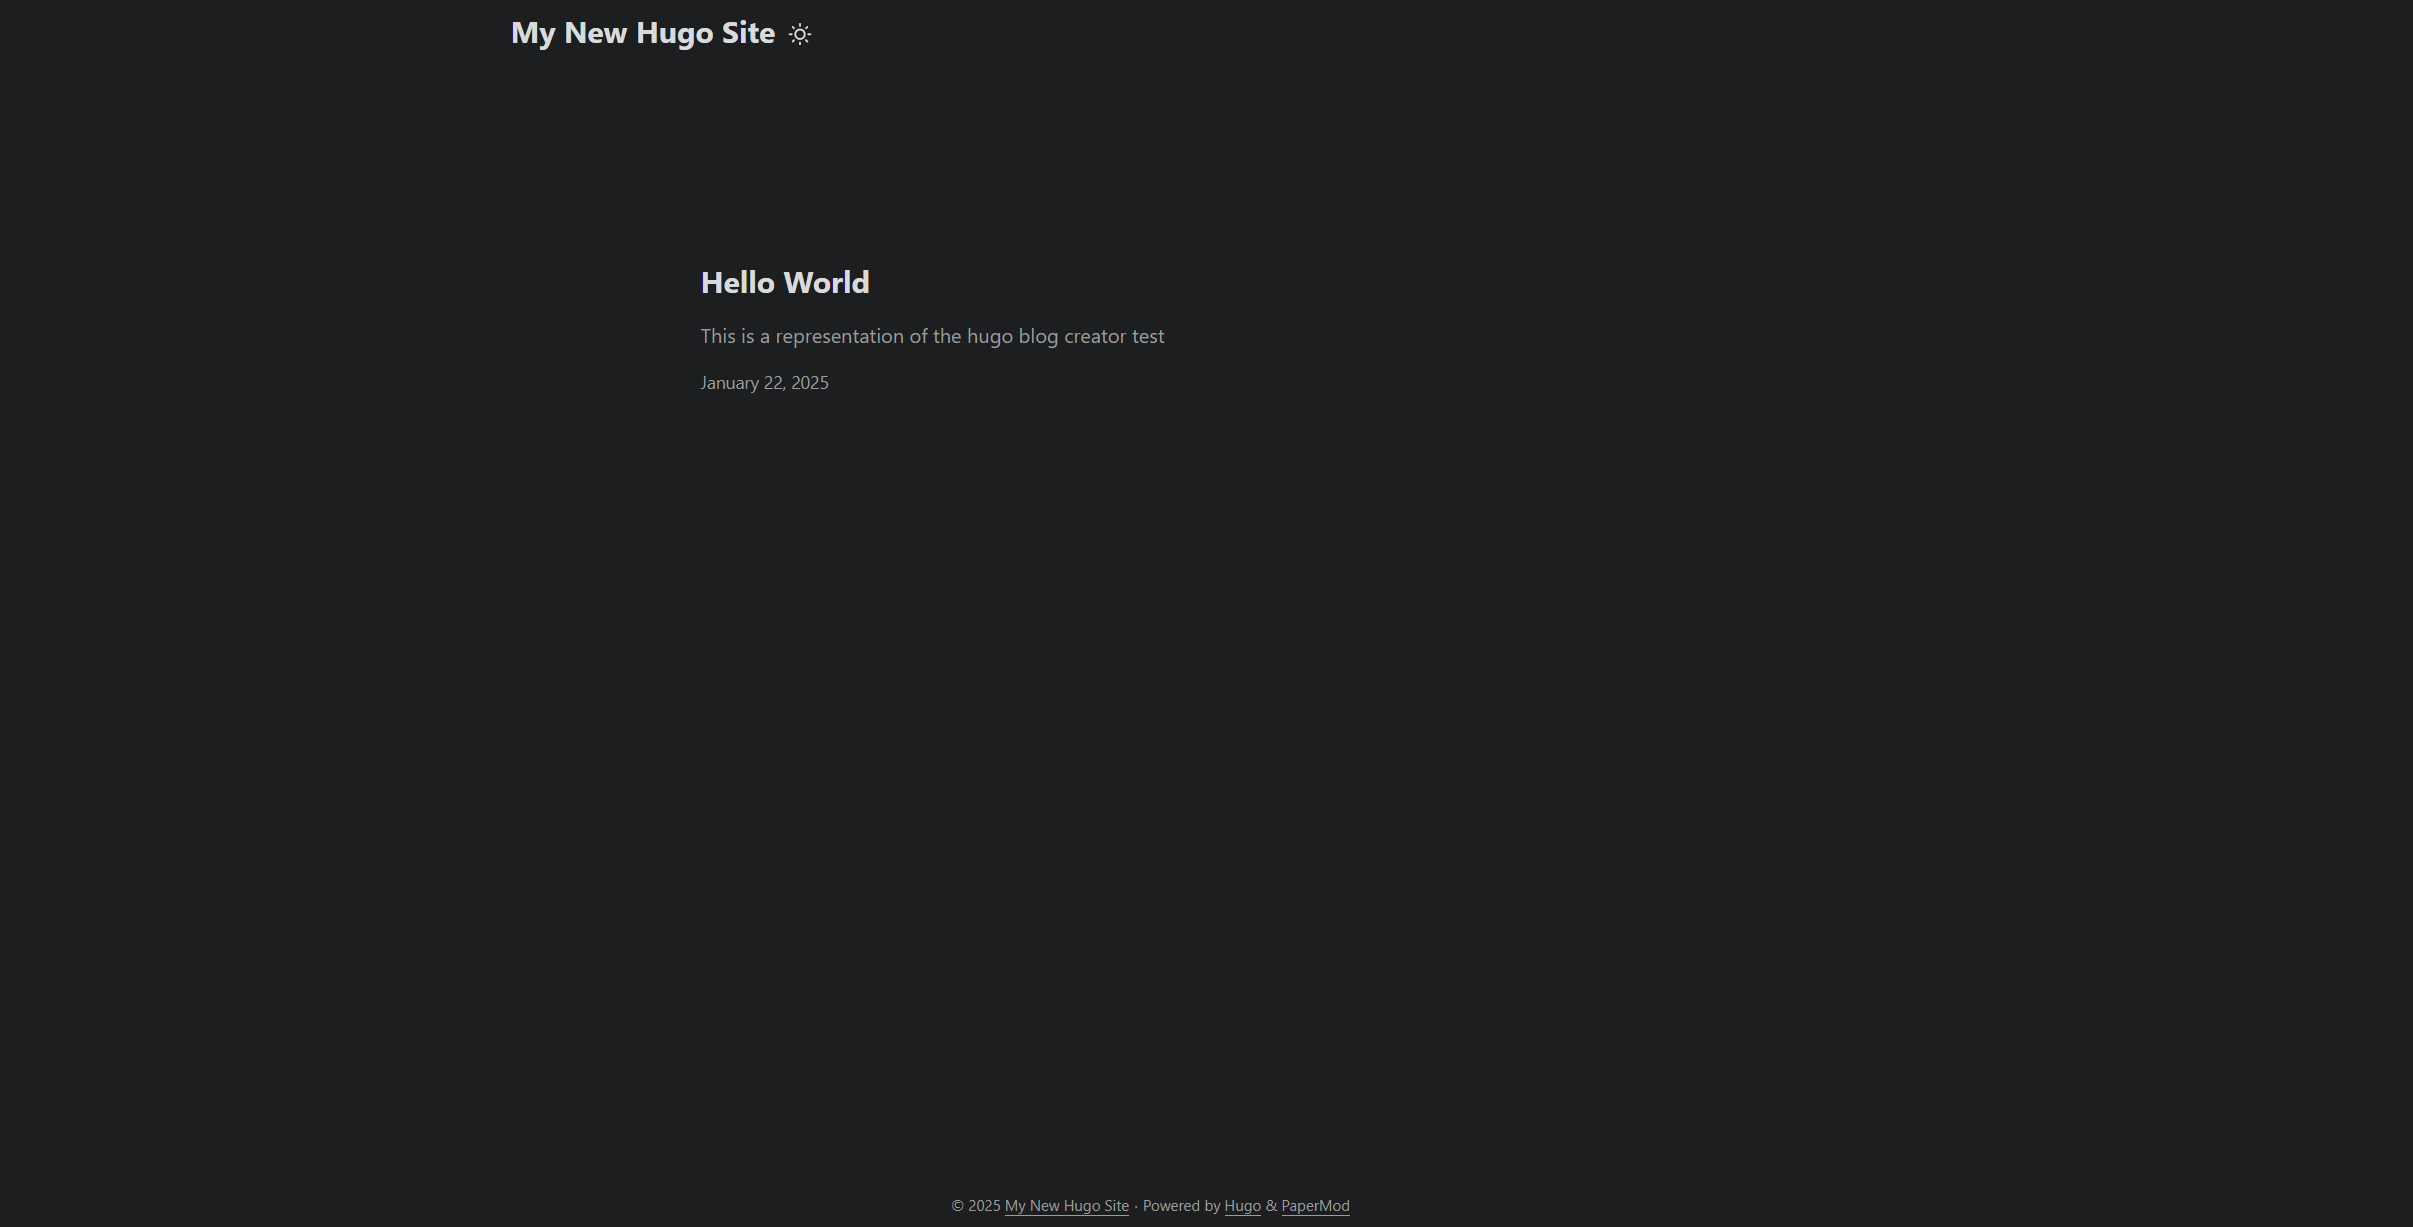 My New Hugo Site
Hello World
This is a representation of the hugo blog creator test
January 22, 2025
© 2025 My New Hugo Site · Powered by Hugo & PaperMod